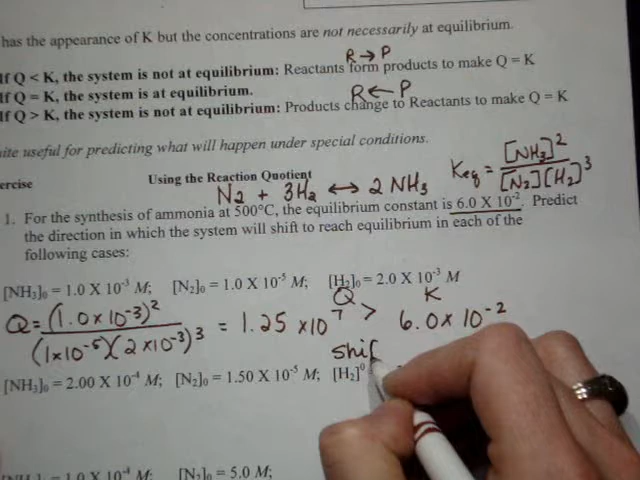 has the appearance of K but the concentrations are not necessarily at equilibrium.
R → P
If Q < K, the system is not at equilibrium: Reactants form products to make Q = K
If Q = K, the system is at equilibrium.
R ← P
If Q > K, the system is not at equilibrium: Products change to Reactants to make Q = K
useful for predicting what will happen under special conditions.
Using the Reaction Quotient
N2 + 3H2 ↔ 2 NH3
Keq = [NH3]^2 / [N2][H2]^3
1. For the synthesis of ammonia at 500°C, the equilibrium constant is 6.0 X 10^-2. Predict
the direction in which the system will shift to reach equilibrium in each of the
following cases:
[NH3]0 = 1.0 X 10^-3 M; [N2]0 = 1.0 X 10^-5 M; [H2]0 = 2.0 X 10^-3 M
Q K
Q = (1.0 x 10^-3)^2 / (1x10^-5)(2 x10^-3)^3 = 1.25 x10^7 > 6.0 x 10^-2
shif
[NH3]0 = 2.00 X 10^-4 M; [N2]0 = 1.50 X 10^-5 M; [H2]0
1.0 X 10^-4 M; [N2]0 = 5.0 M;